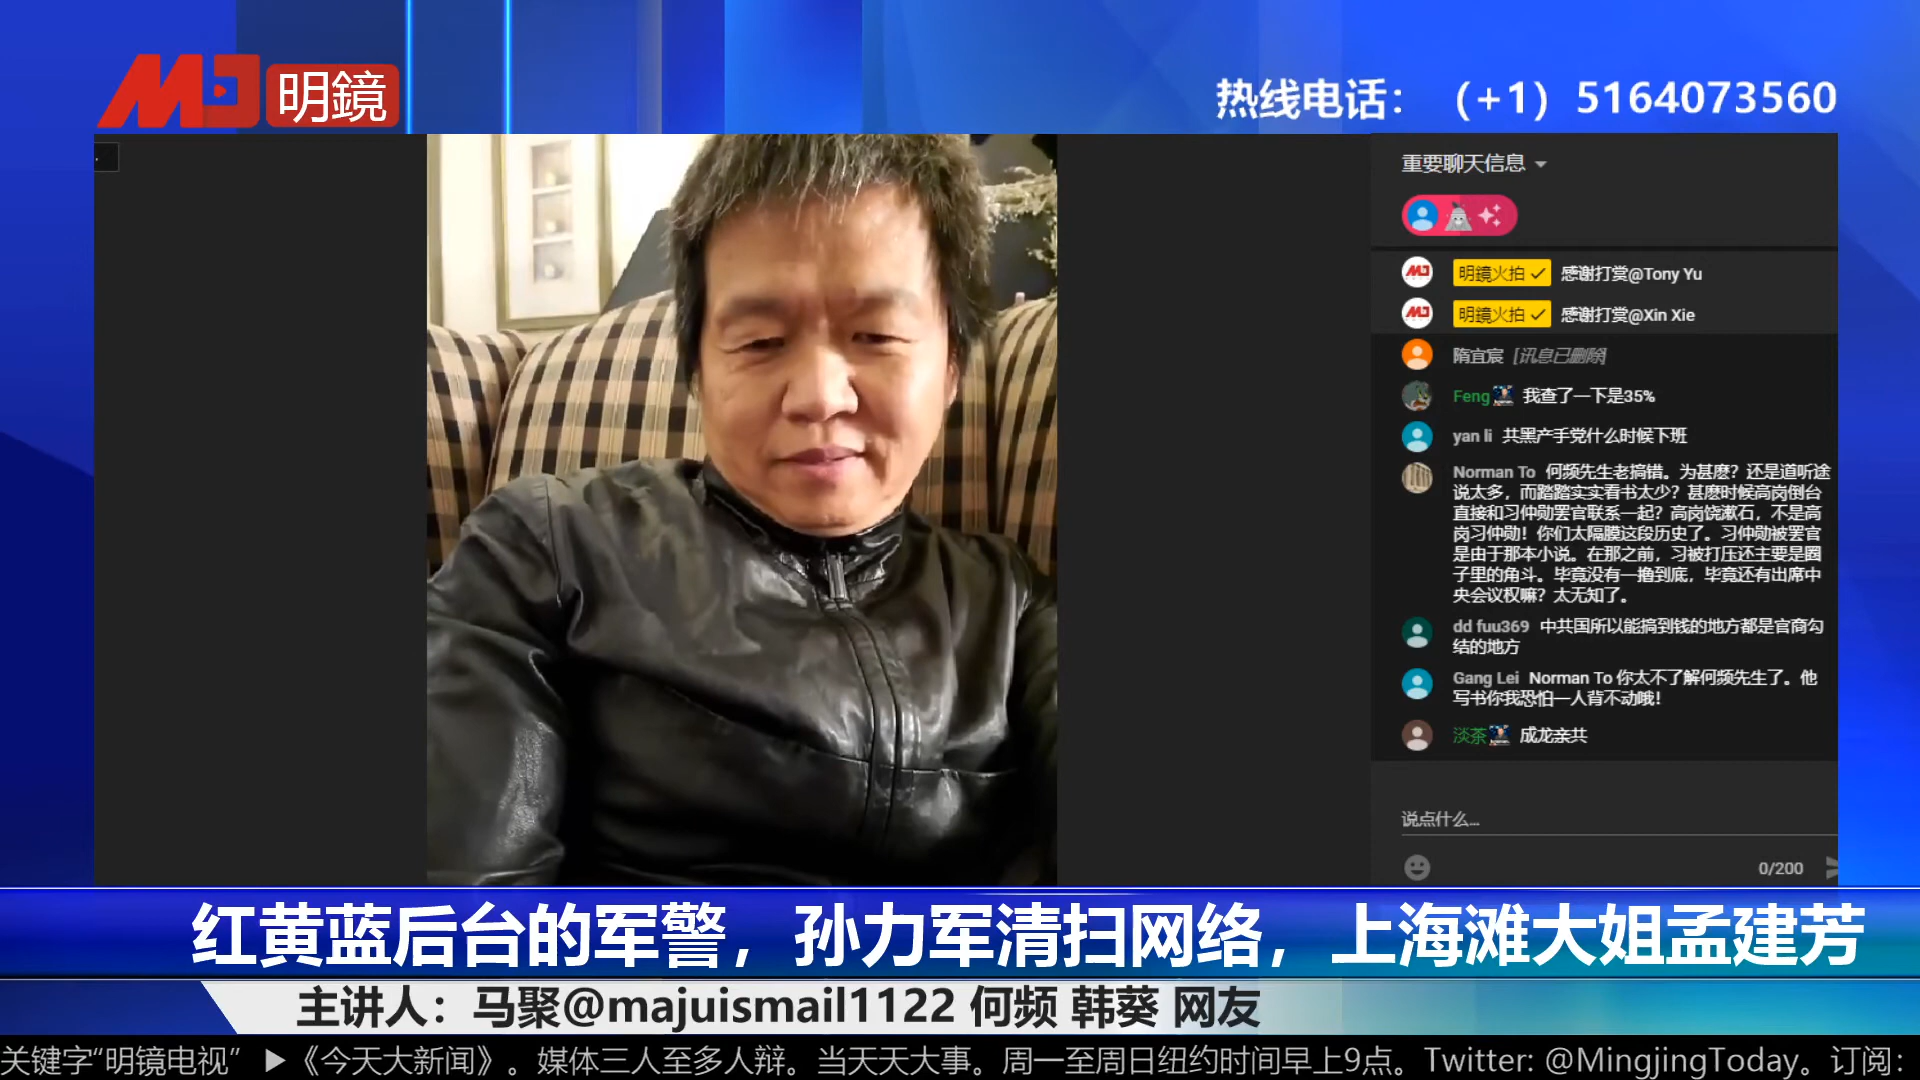 MJ 明鏡
热线电话： （+1）5164073560
重要聊天信息
明鏡火拍 感谢打赏@Tony Yu
明鏡火拍 感谢打赏@Xin Xie
隋宜宸 [讯息已删除]
Feng 我查了一下是35%
yan li 共黑产手党什么时候下班
Norman To 何频先生老搞错。为甚麽？还是道听途
说太多，而踏踏实实看书太少？甚麽时候高岗倒台
直接和习仲勋罢官联系一起？高岗饶漱石，不是高
岗习仲勋！你们太隔膜这段历史了。习仲勋被罢官
是由于那本小说。在那之前，习被打压还主要是圈
子里的角斗。毕竟没有一撸到底，毕竟还有出席中
央会议权嘛？太无知了。
dd fuu369 中共国所以能搞到钱的地方都是官商勾
结的地方
Gang Lei Norman To 你太不了解何频先生了。他
写书你我恐怕一人背不动哦！
淡茶 成龙亲共
说点什么...
0/200
红黄蓝后台的军警，孙力军清扫网络，上海滩大姐孟建芳
主讲人：马聚@majuismail1122 何频 韩葵 网友
关键字“明镜电视” ▶《今天大新闻》。媒体三人至多人辩。当天天大事。周一至周日纽约时间早上9点。Twitter: @MingjingToday。订阅：